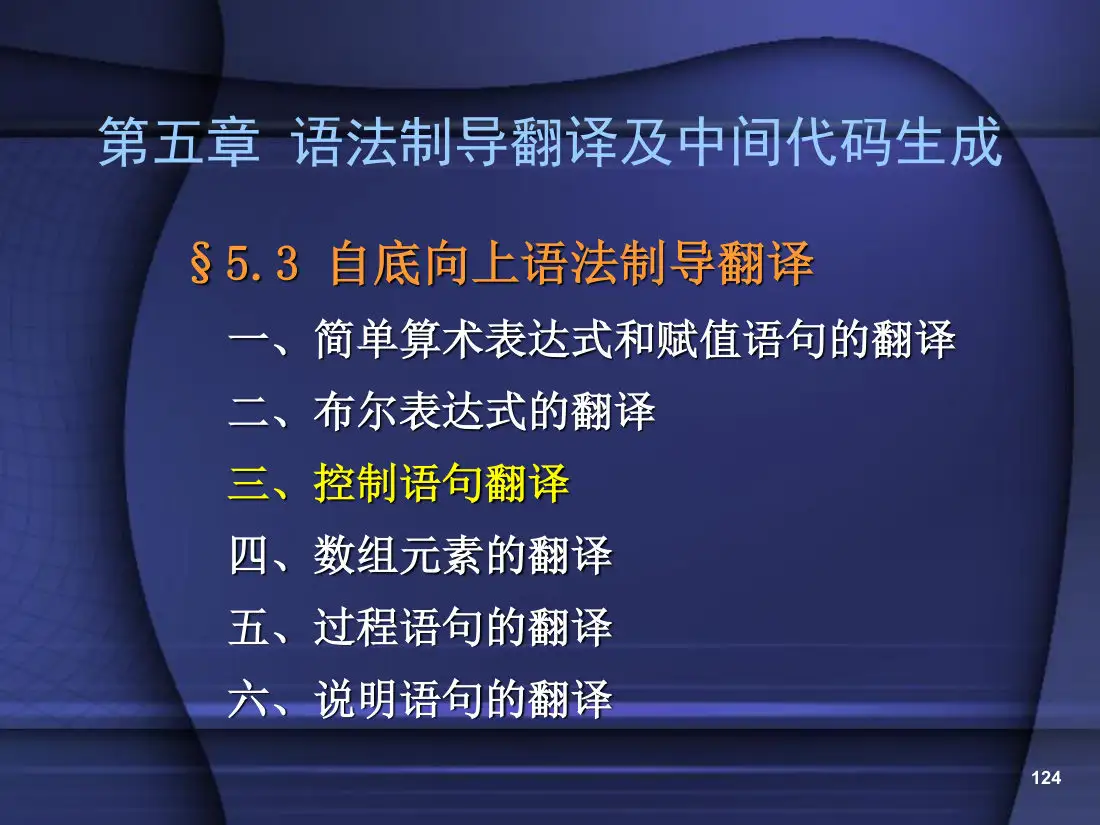 第五章 语法制导翻译及中间代码生成
§5.3 自底向上语法制导翻译
一、简单算术表达式和赋值语句的翻译
二、布尔表达式的翻译
三、控制语句翻译
四、数组元素的翻译
五、过程语句的翻译
六、说明语句的翻译
124